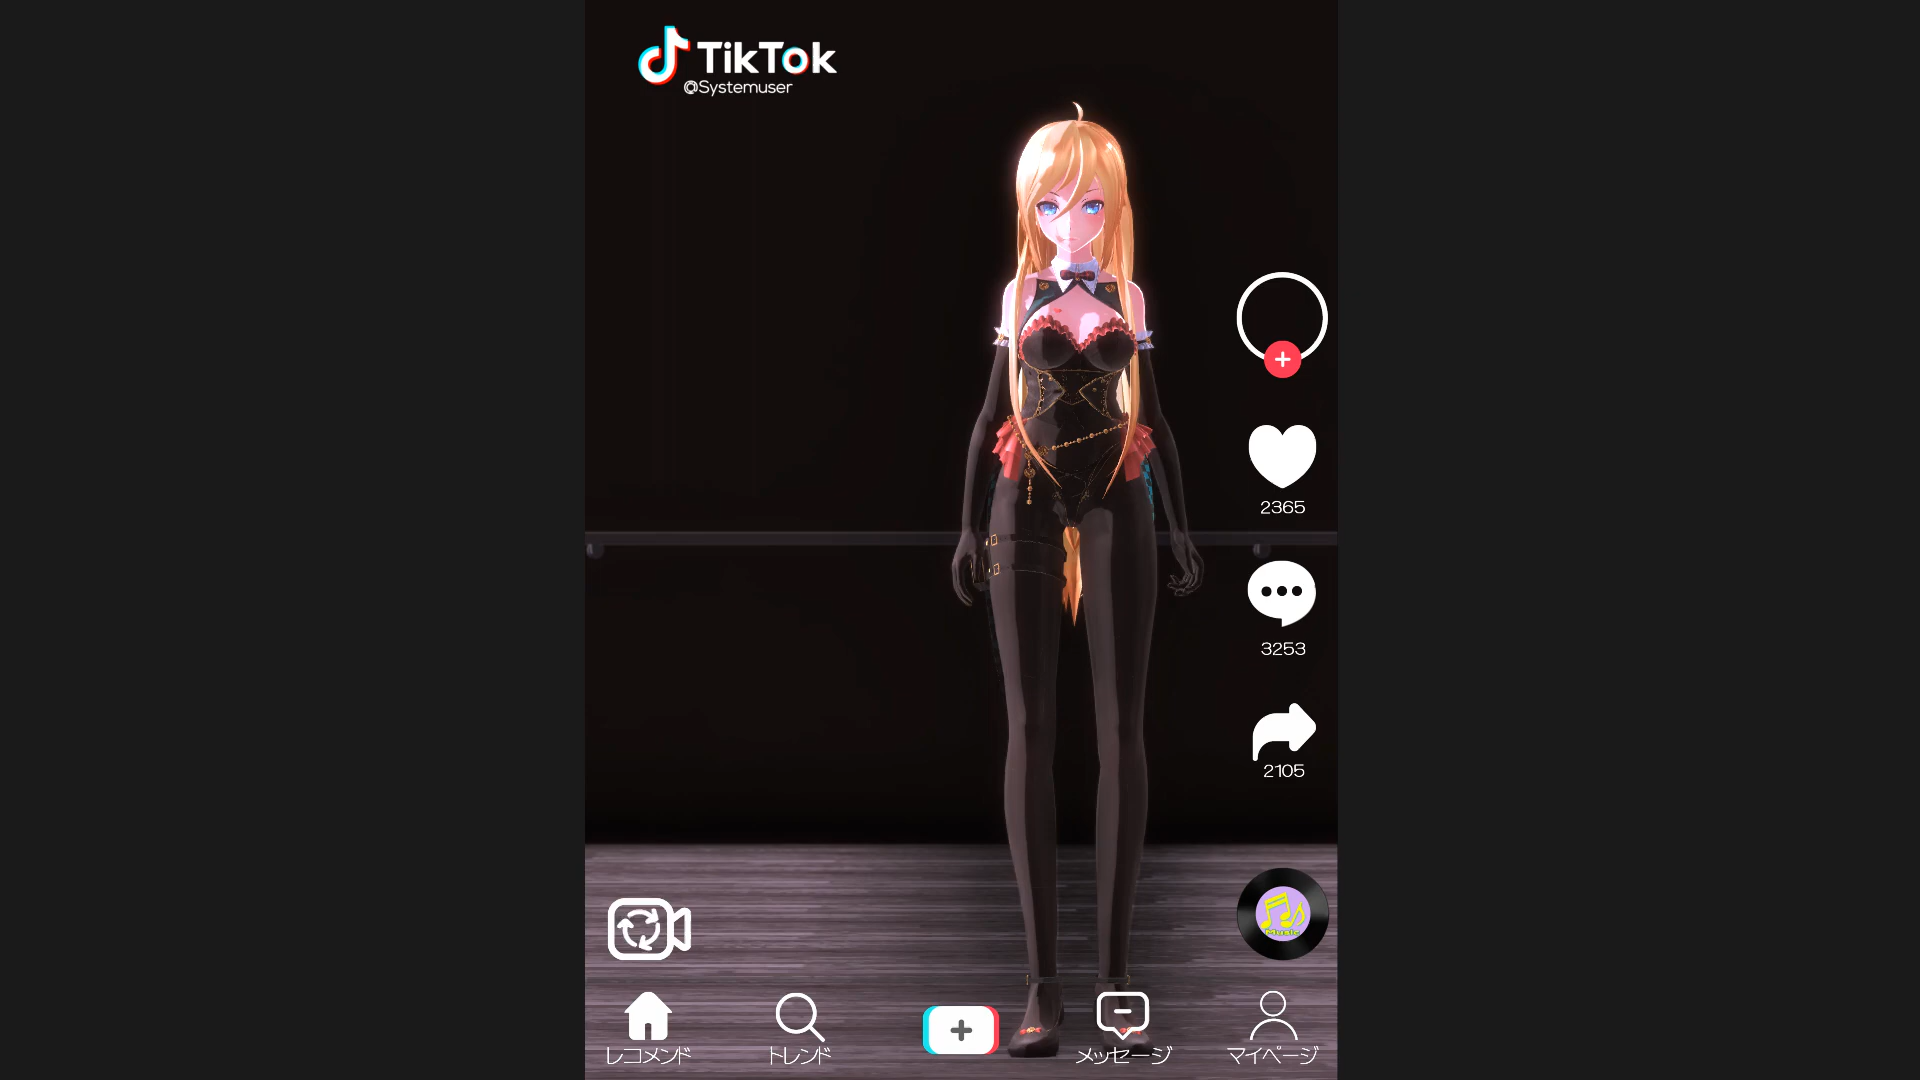 TikTok
@Systemuser
2365
3253
2105
Music
レコメンド
トレンド
メッセージ
マイページ